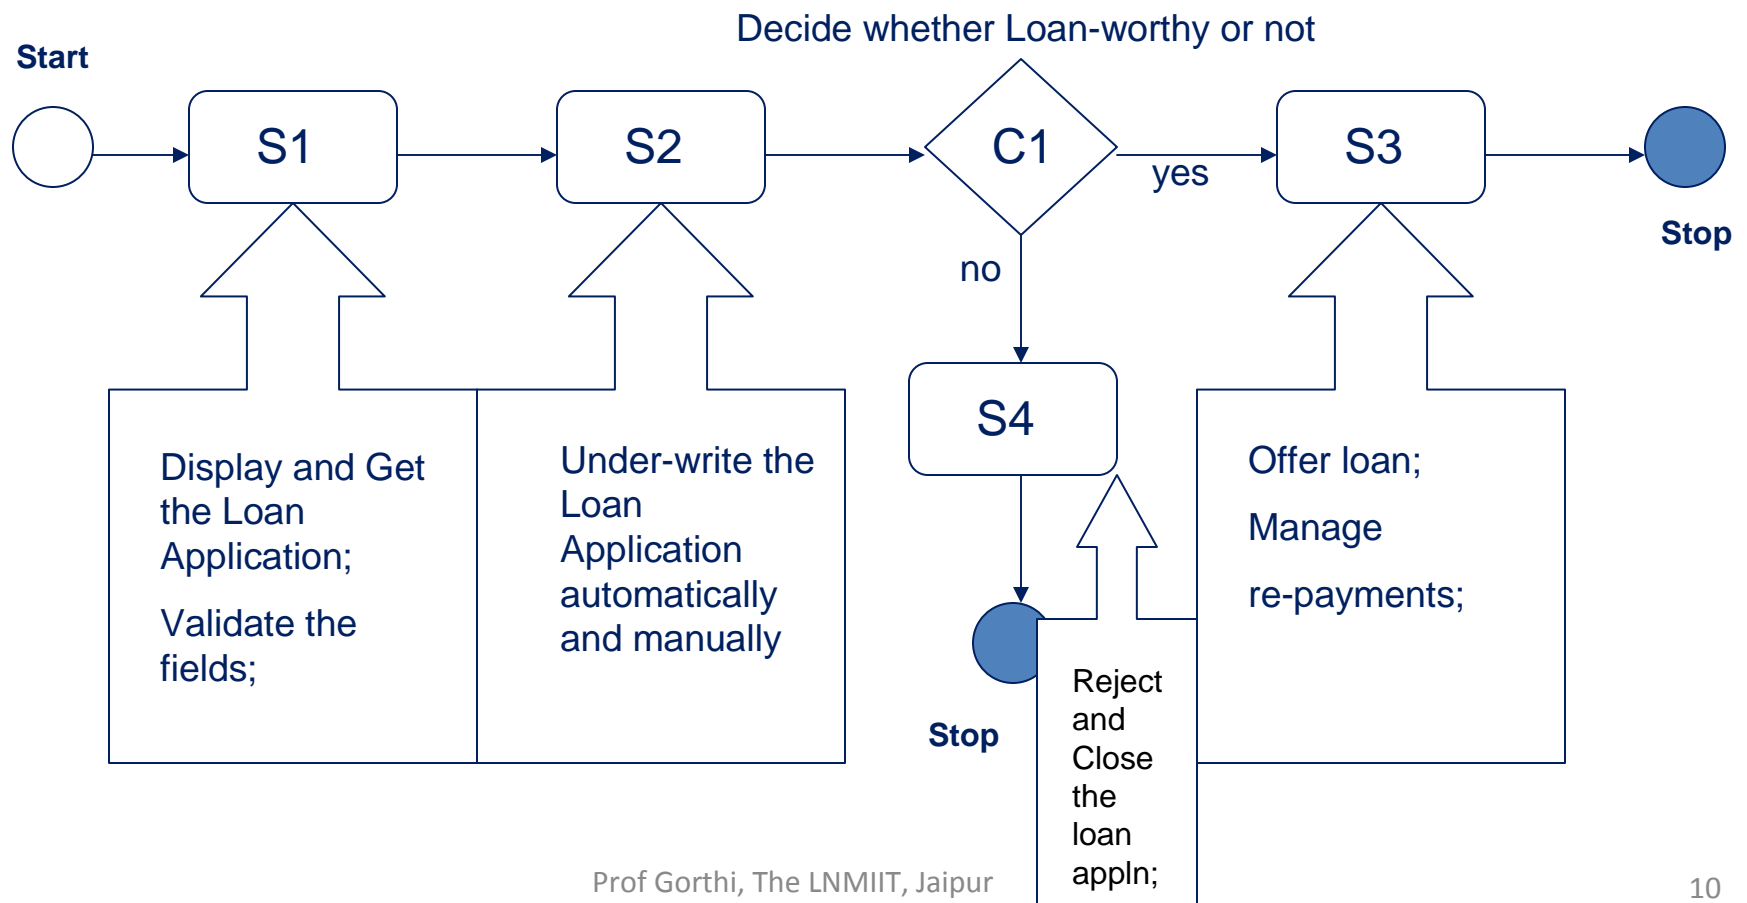 Decide whether Loan-worthy or not
Start
S1
S2
C1
yes
S3
Stop
no
S4
Display and Get
the Loan
Application;
Validate the
fields;
Under-write the
Loan
Application
automatically
and manually
Stop
Reject
and
Close
the
loan
appln;
Offer loan;
Manage
re-payments;
Prof Gorthi, The LNMIIT, Jaipur
10